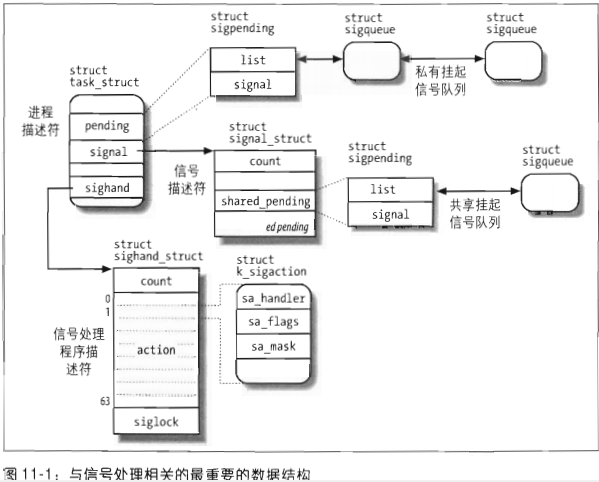 struct
sigpending
list
signal
struct
sigqueue
私有挂起
信号队列
struct
sigqueue
struct
task_struct
进程
描述符
pending
signal
sighand
信号
描述符
struct
signal_struct
count
shared_pending
ed pending
struct
sigpending
list
signal
共享挂起
信号队列
struct
sigqueue
struct
sighand_struct
count
0
1
信号处理
程序描
述符
action
63
siglock
struct
k_sigaction
sa_handler
sa_flags
sa_mask
图 11-1：与信号处理相关的最重要的数据结构